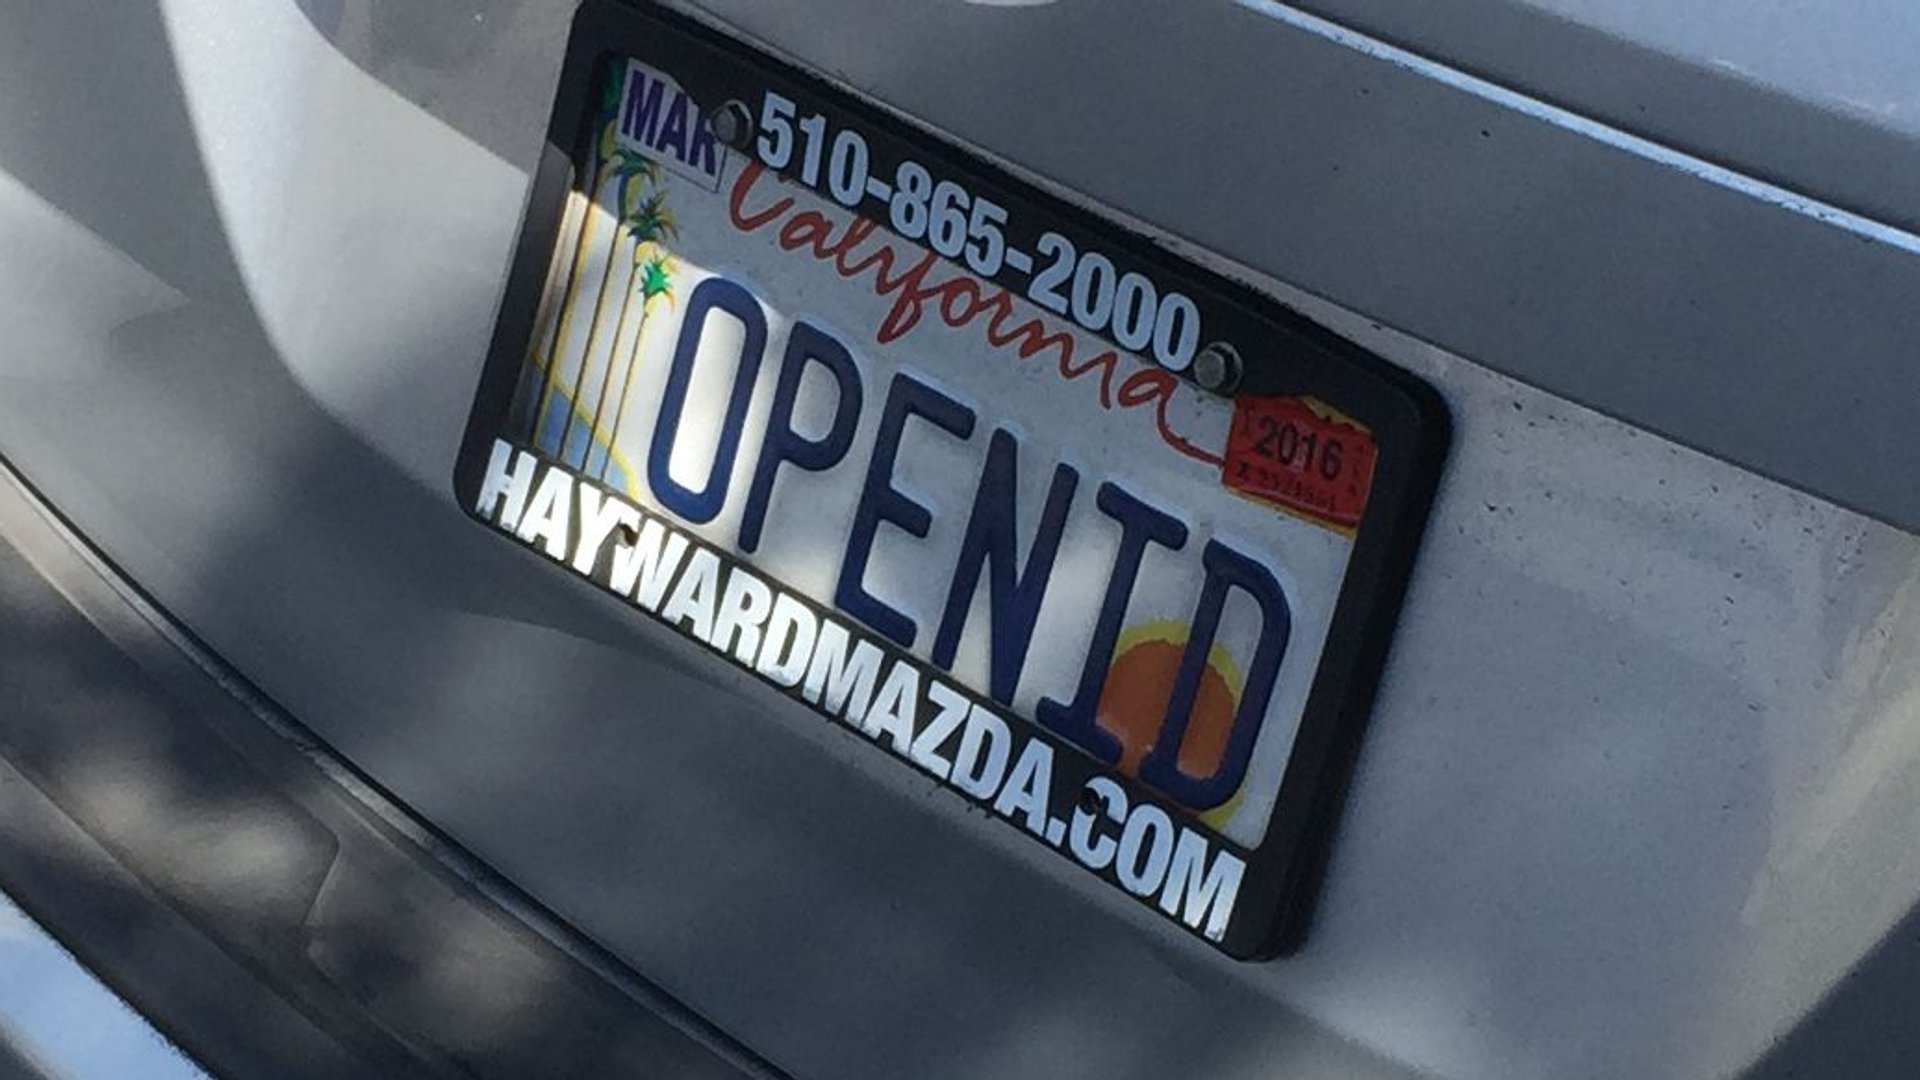 510-865-2000
MAR
California
2016
OPENID
HAYWARDMAZDA.COM